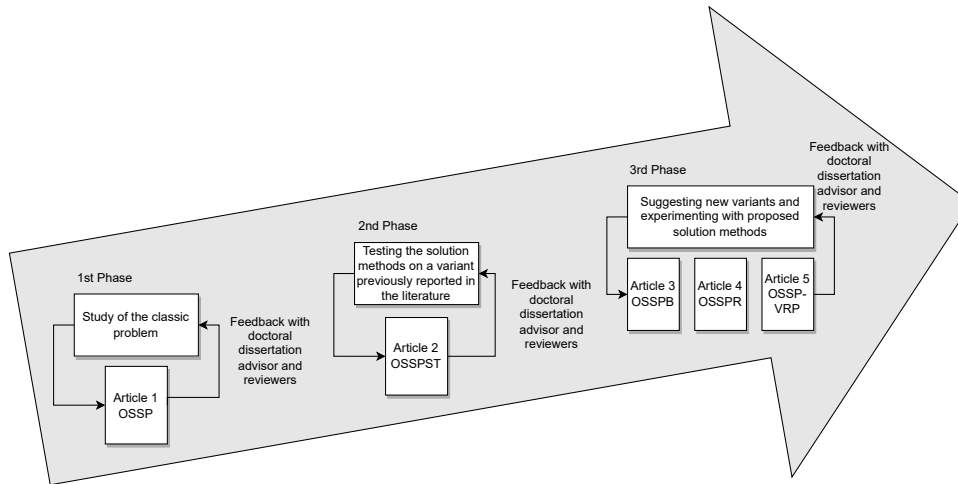 1st Phase
Study of the classic
problem
Article 1
OSSP
Feedback with
doctoral
dissertation
advisor and
reviewers
2nd Phase
Testing the solution
methods on a variant
previously reported in
the literature
Article 2
OSSPST
Feedback with
doctoral
dissertation
advisor and
reviewers
3rd Phase
Suggesting new variants and
experimenting with proposed
solution methods
Article 3
OSSPB
Article 4
OSSPR
Article 5
OSSP-
VRP
Feedback with
doctoral
dissertation
advisor and
reviewers